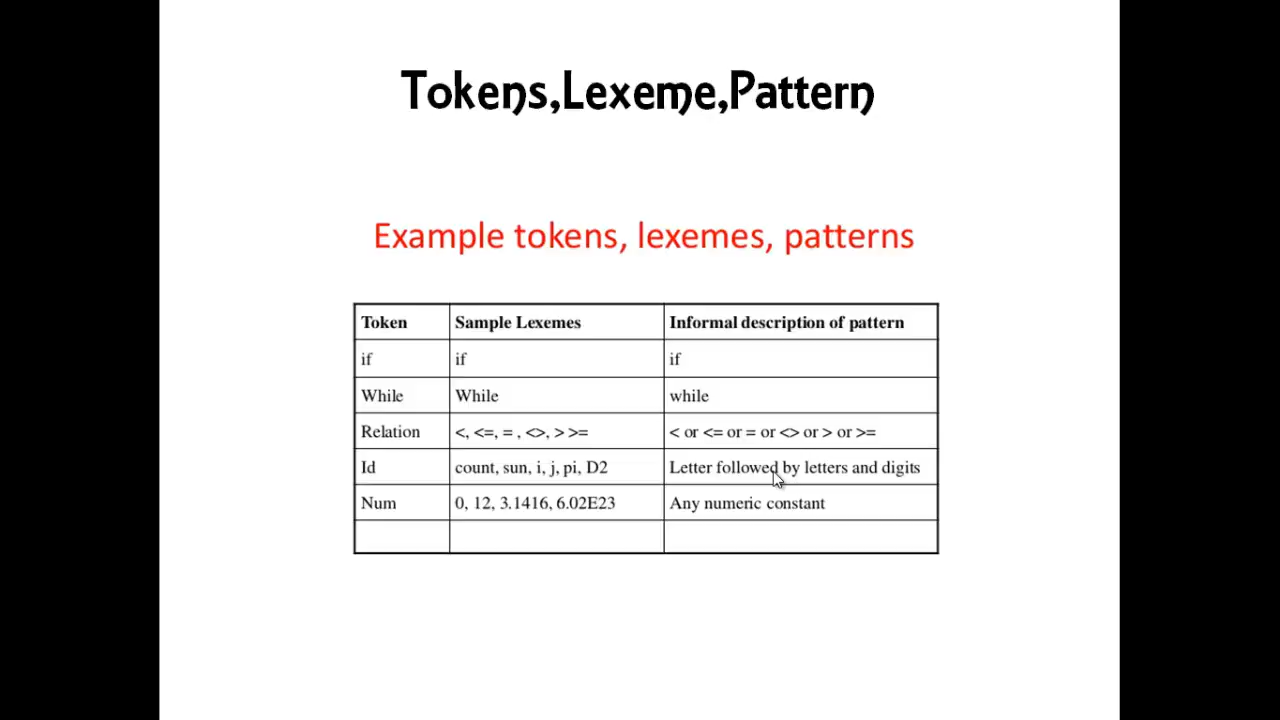 Tokens,Lexeme,Pattern
Example tokens, lexemes, patterns
Token Sample Lexemes Informal description of pattern
if if if
While While while
Relation <, <=, = , <>, > >= < or <= or = or <> or > or >=
Id count, sun, i, j, pi, D2 Letter followed by letters and digits
Num 0, 12, 3.1416, 6.02E23 Any numeric constant